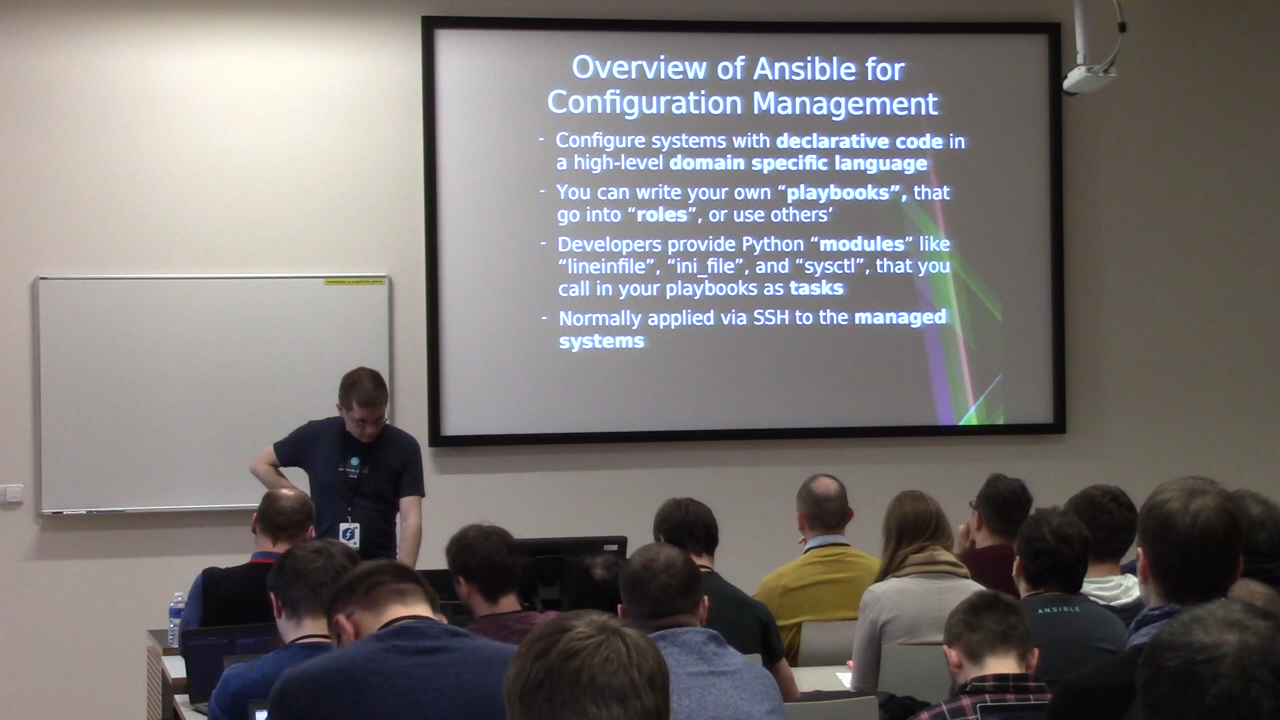 Overview of Ansible for
Configuration Management
- Configure systems with declarative code in
a high-level domain specific language
- You can write your own “playbooks”, that
go into “roles”, or use others’
- Developers provide Python “modules” like
“lineinfile”, “ini_file”, and “sysctl”, that you
call in your playbooks as tasks
- Normally applied via SSH to the managed
systems
ANSIBLE
ANSIBLE